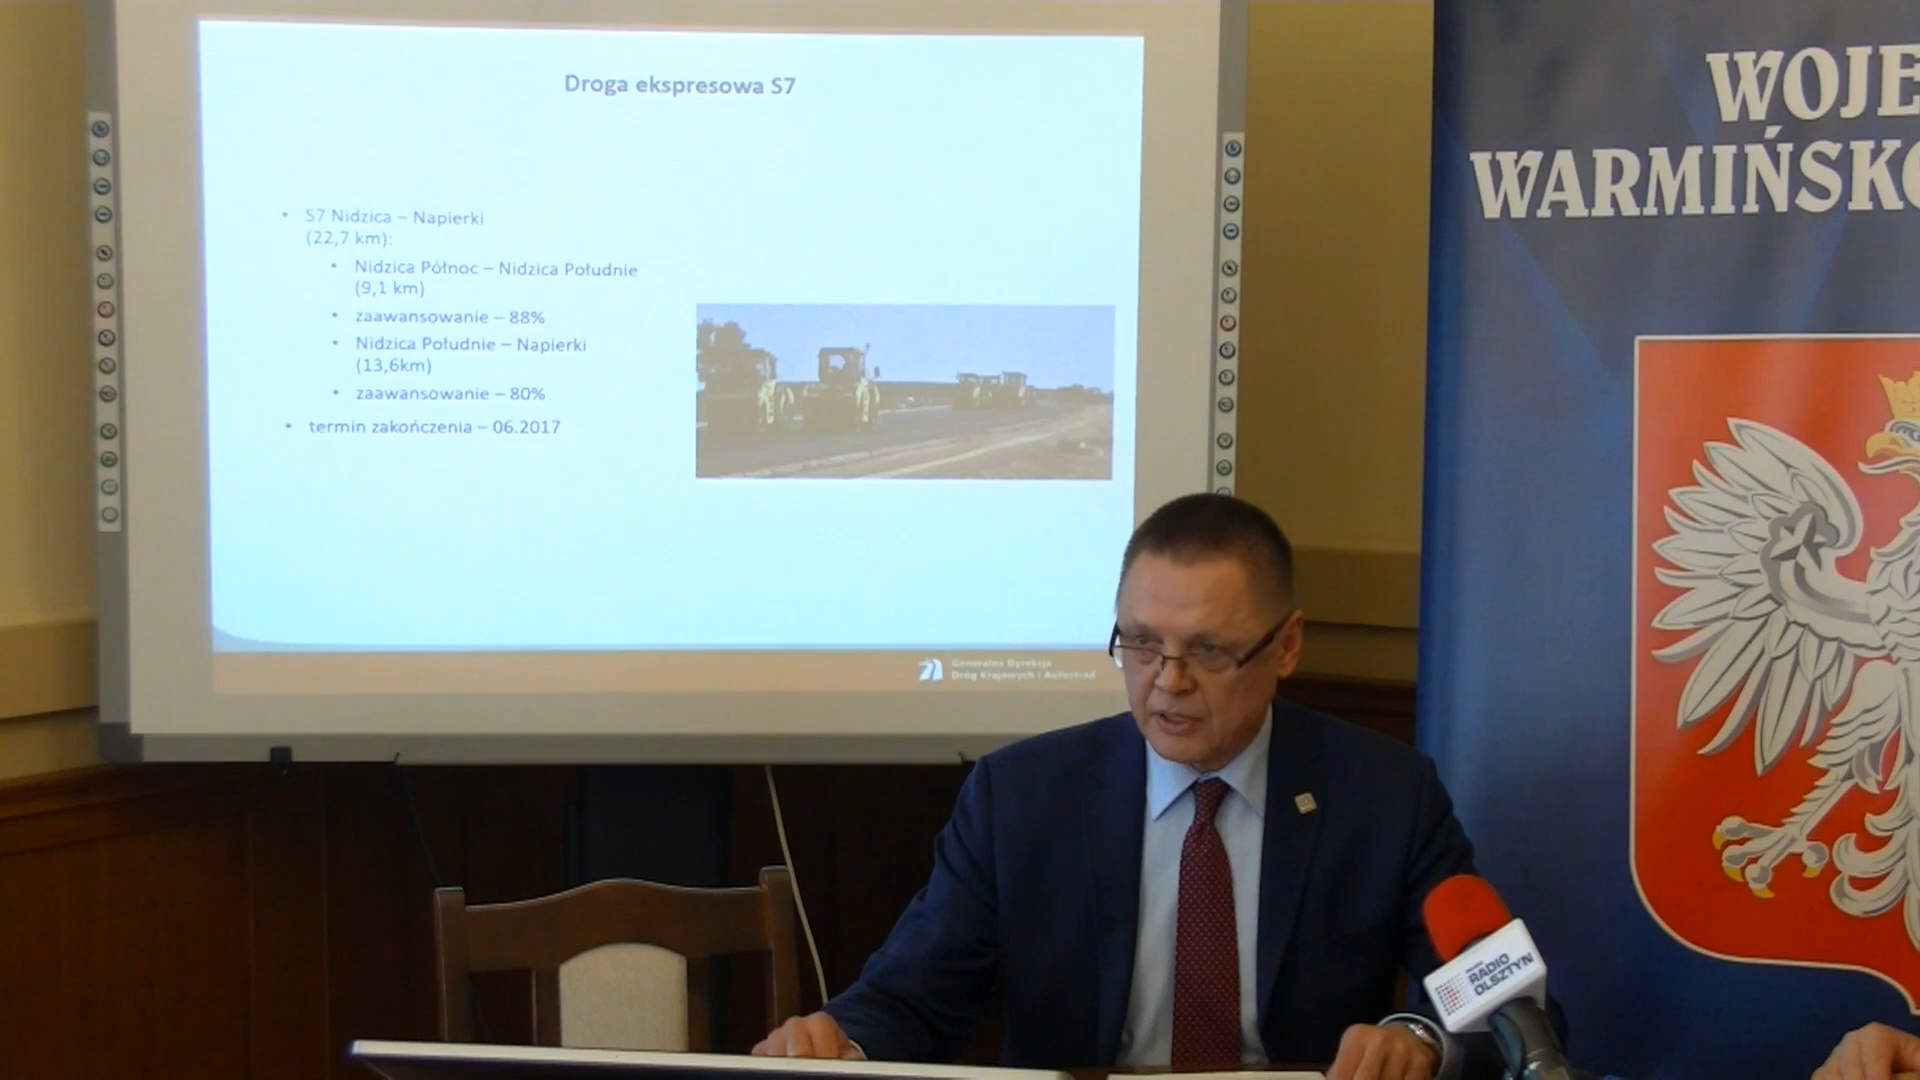 Droga ekspresowa S7
• S7 Nidzica – Napierki
(22,7 km):
• Nidzica Północ – Nidzica Południe
(9,1 km)
• zaawansowanie – 88%
• Nidzica Południe – Napierki
(13,6km)
• zaawansowanie – 80%
• termin zakończenia – 06.2017
Generalna Dyrekcja
Dróg Krajowych i Autostrad
WOJE
WARMIŃSKO
RADIO
OLSZTYN